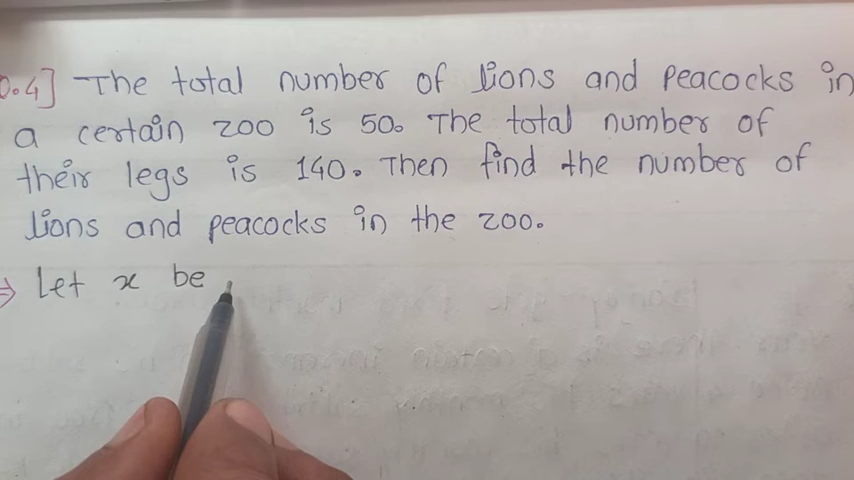 0.4] The total number of lions and peacocks in
a certain zoo is 50. The total number of
their legs is 140. Then find the number of
lions and peacocks in the zoo.
⇒ Let x be